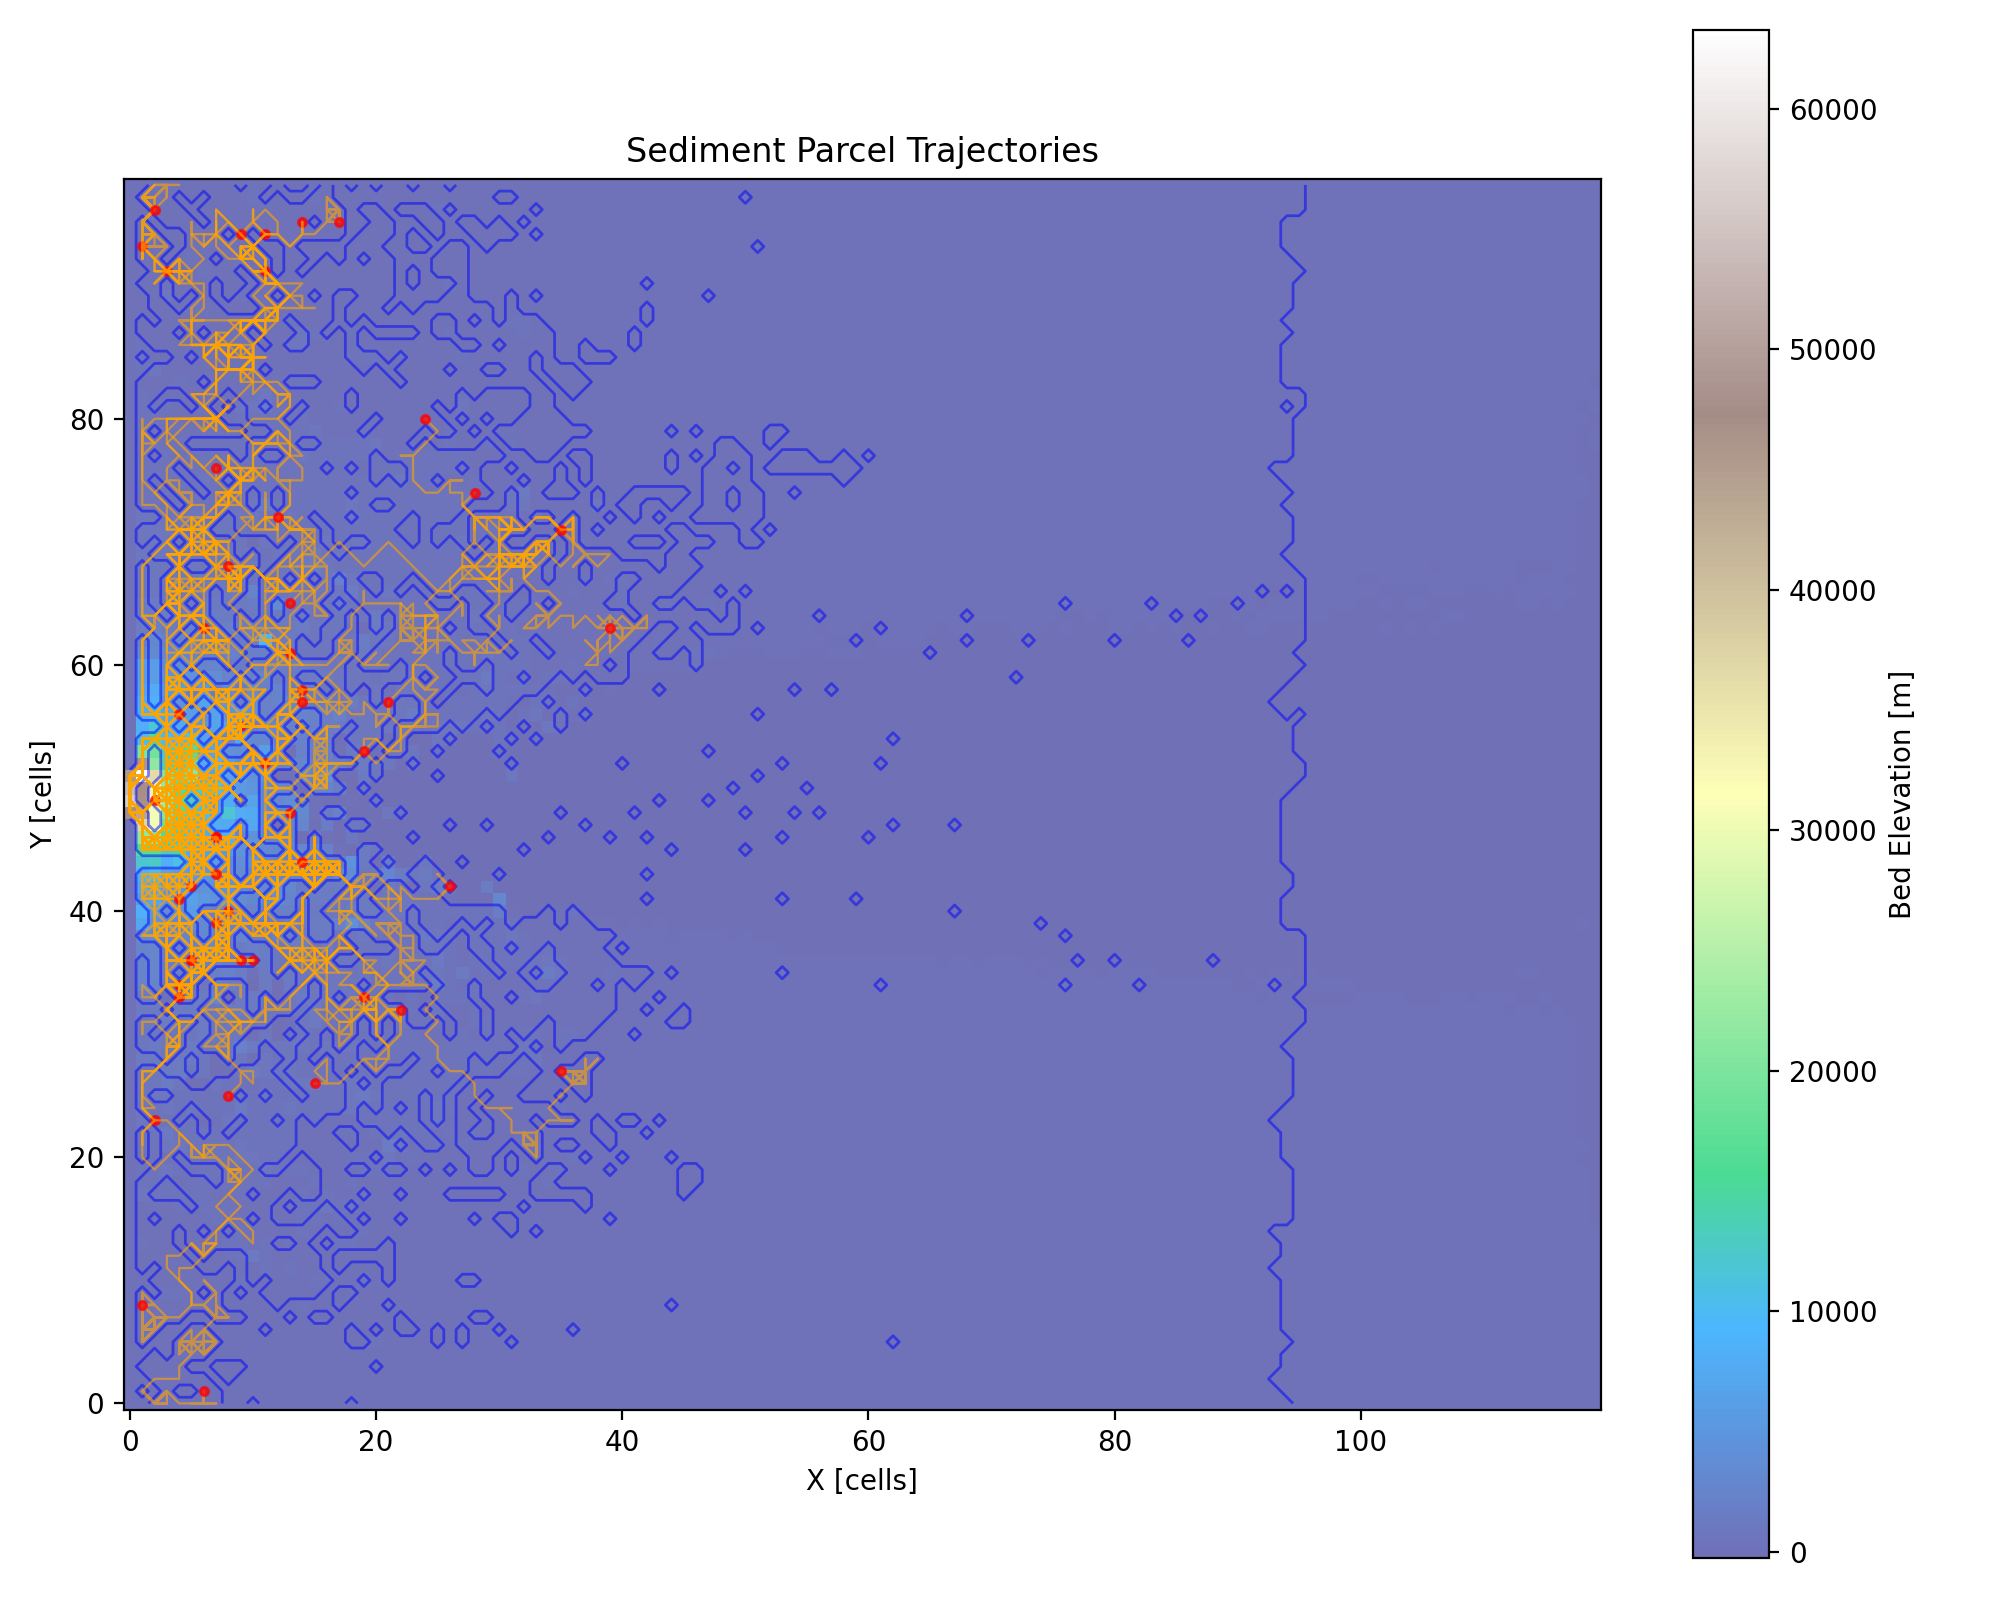 Sediment Parcel Trajectories
Y [cells]
80
60
40
20
0
0 20 40 60 80 100
X [cells]
60000
50000
40000
30000
20000
10000
0
Bed Elevation [m]